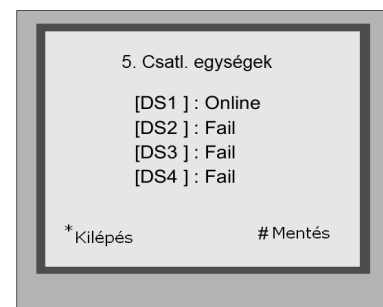 5. Csatl. egységek
[DS1 ] : Online
[DS2 ] : Fail
[DS3 ] : Fail
[DS4 ] : Fail
*Kilépés #Mentés